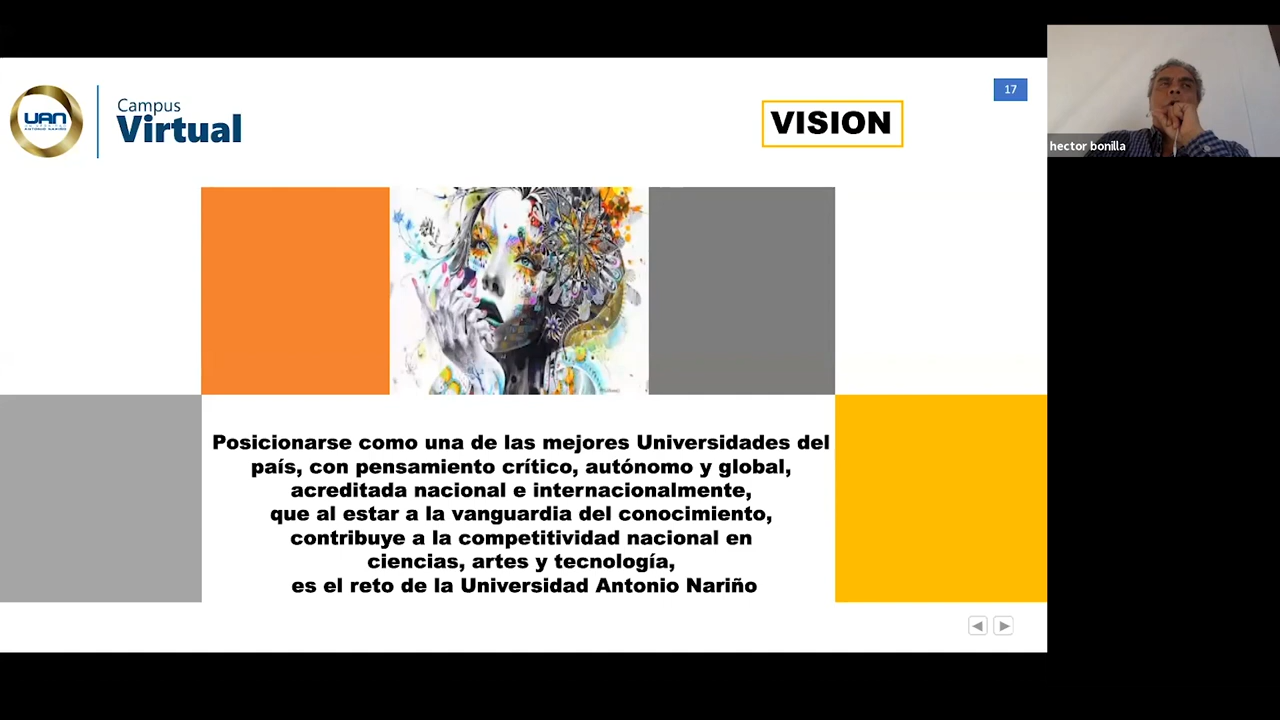 UAN
ANTONIO NARIÑO
Campus
Virtual
VISION
17
hector bonilla
Posicionarse como una de las mejores Universidades del
país, con pensamiento crítico, autónomo y global,
acreditada nacional e internacionalmente,
que al estar a la vanguardia del conocimiento,
contribuye a la competitividad nacional en
ciencias, artes y tecnología,
es el reto de la Universidad Antonio Nariño